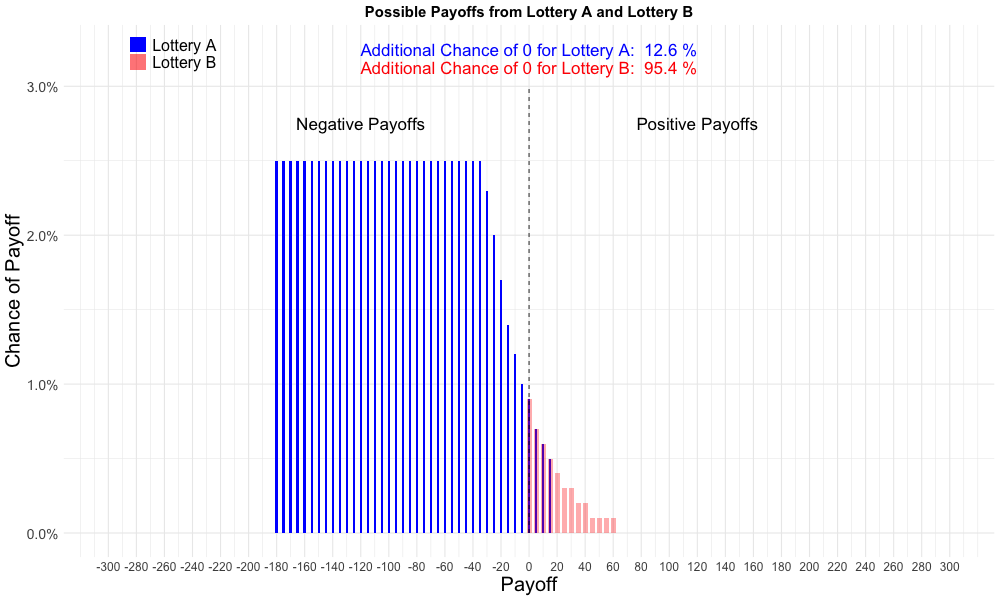 Possible Payoffs from Lottery A and Lottery B
Lottery A
Lottery B
Additional Chance of 0 for Lottery A: 12.6 %
Additional Chance of 0 for Lottery B: 95.4 %
Negative Payoffs
Positive Payoffs
Chance of Payoff
3.0%
2.0%
1.0%
0.0%
-300 -280 -260 -240 -220 -200 -180 -160 -140 -120 -100 -80 -60 -40 -20 0 20 40 60 80 100 120 140 160 180 200 220 240 260 280 300
Payoff